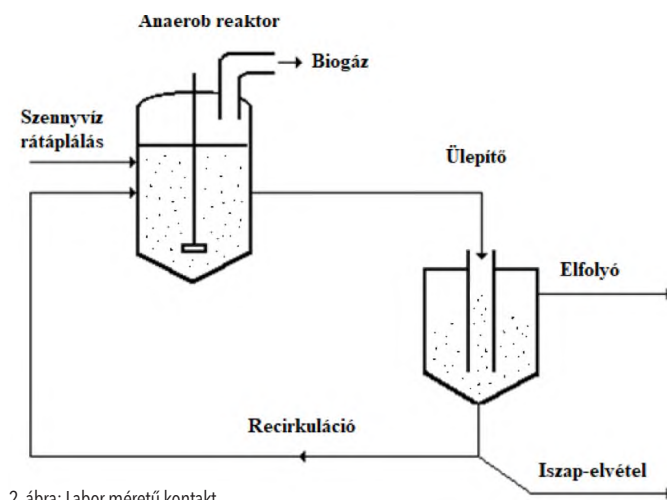 Anaerob reaktor
Biogáz
Szennyvíz
rátáplálás
Ülepítő
Elfolyó
Recirkuláció
Iszap-elvétel
2. ábra: Labor méretű kontakt